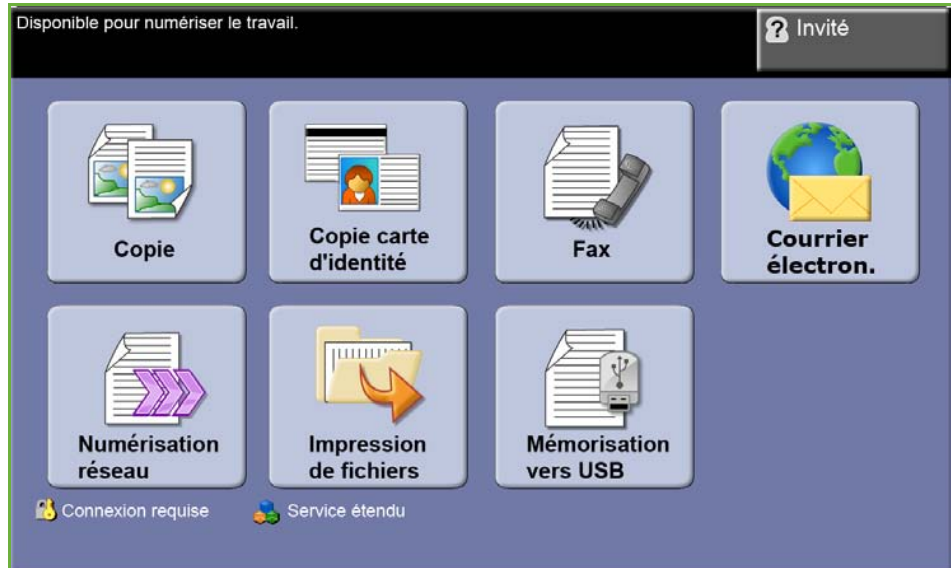 Disponible pour numériser le travail.
Invité
Copie
Copie carte
d'identité
Fax
Courrier
électron.
Numérisation
réseau
Impression
de fichiers
Mémorisation
vers USB
Connexion requise
Service étendu